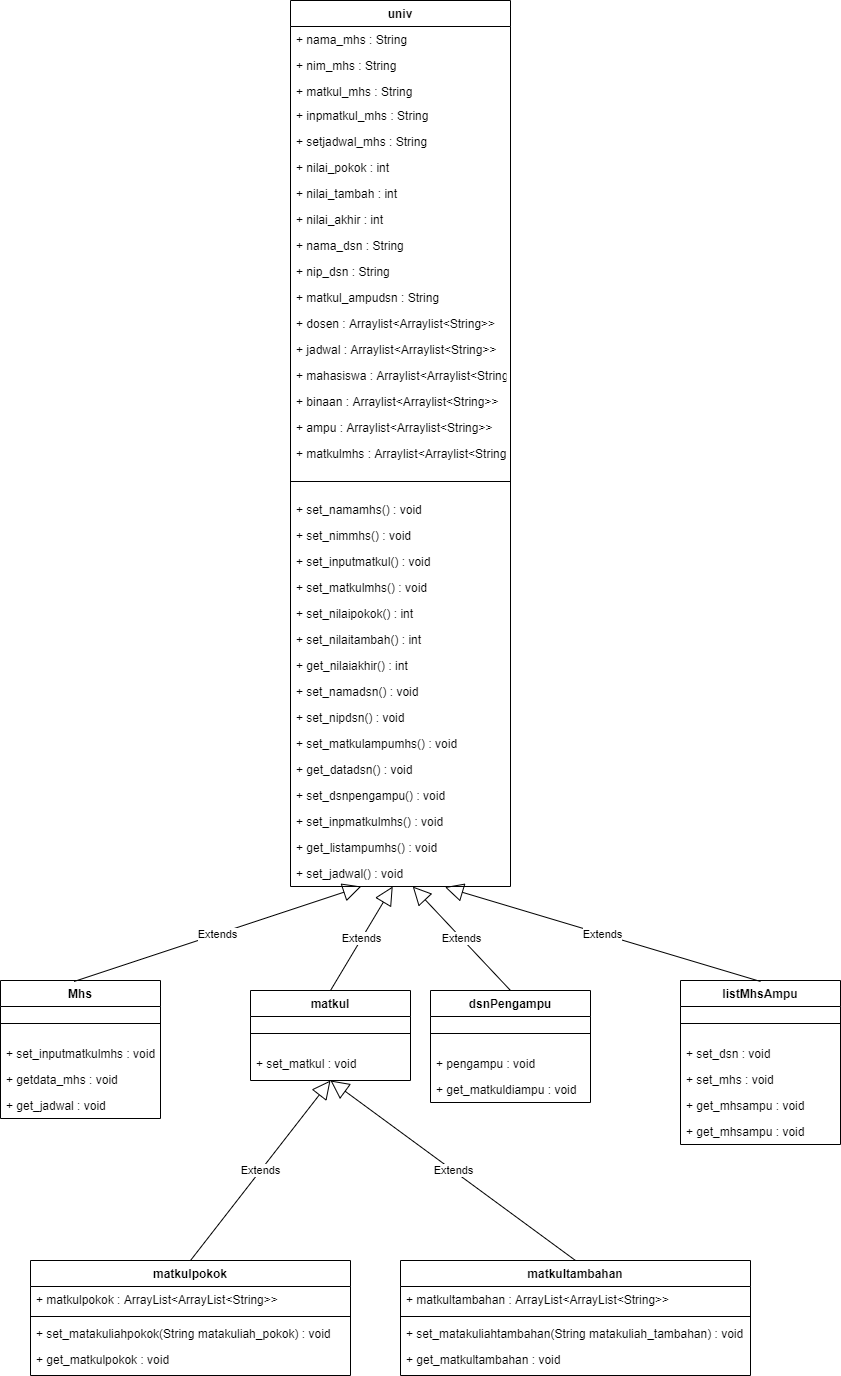 univ
+ nama_mhs : String
+ nim_mhs : String
+ matkul_mhs : String
+ inpmatkul_mhs : String
+ setjadwal_mhs : String
+ nilai_pokok : int
+ nilai_tambah : int
+ nilai_akhir : int
+ nama_dsn : String
+ nip_dsn : String
+ matkul_ampudsn : String
+ dosen : Arraylist<Arraylist<String>>
+ jadwal : Arraylist<Arraylist<String>>
+ mahasiswa : Arraylist<Arraylist<String
+ binaan : Arraylist<Arraylist<String>>
+ ampu : Arraylist<Arraylist<String>>
+ matkulmhs : Arraylist<Arraylist<String
+ set_namamhs() : void
+ set_nimmhs() : void
+ set_inputmatkul() : void
+ set_matkulmhs() : void
+ set_nilaipokok() : int
+ set_nilaitambah() : int
+ get_nilaiakhir() : int
+ set_namadsn() : void
+ set_nipdsn() : void
+ set_matkulampumhs() : void
+ get_datadsn() : void
+ set_dsnpengampu() : void
+ set_inpmatkulmhs() : void
+ get_listampumhs() : void
+ set_jadwal() : void
Extends
Extends
Extends
Extends
Mhs
+ set_inputmatkulmhs : void
+ getdata_mhs : void
+ get_jadwal : void
matkul
+ set_matkul : void
dsnPengampu
+ pengampu : void
+ get_matkuldiampu : void
listMhsAmpu
+ set_dsn : void
+ set_mhs : void
+ get_mhsampu : void
+ get_mhsampu : void
Extends
Extends
matkulpokok
+ matkulpokok : ArrayList<ArrayList<String>>
+ set_matakuliahpokok(String matakuliah_pokok) : void
+ get_matkulpokok : void
matkultambahan
+ matkultambahan : ArrayList<ArrayList<String>>
+ set_matakuliahtambahan(String matakuliah_tambahan) : void
+ get_matkultambahan : void